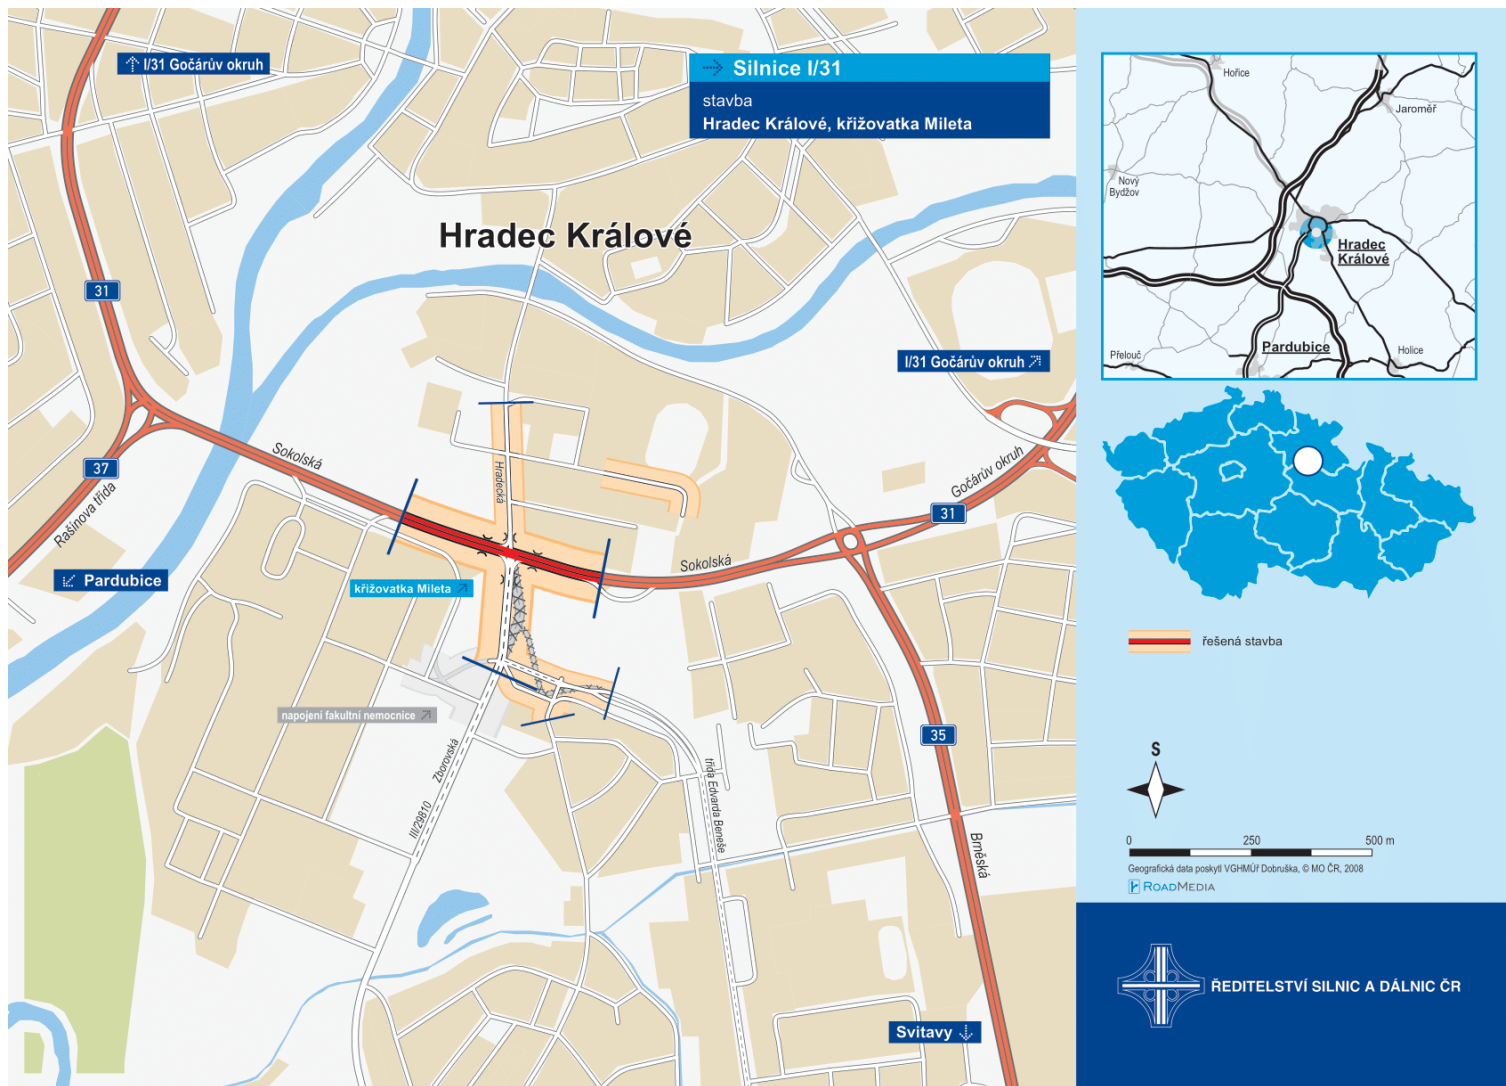 I/31 Gočárův okruh
Silnice I/31
stavba
Hradec Králové, křižovatka Mileta
Hradec Králové
31
I/31 Gočárův okruh
Sokolská
37
Rašínova třída
Hradecká
Gočárův okruh
31
Sokolská
Pardubice
křižovatka Mileta
napojení fakultní nemocnice
35
Zborovská
třída Edvarda Beneše
III/29810
Brněská
Svitavy
Hořice
Jaroměř
Nový
Bydžov
Hradec
Králové
Pardubice
Přelouč
Holice
řešená stavba
S
0 250 500 m
Geografická data poskytl VGHMÚř Dobruška, © MO ČR, 2008
ROADMEDIA
ŘEDITELSTVÍ SILNIC A DÁLNIC ČR